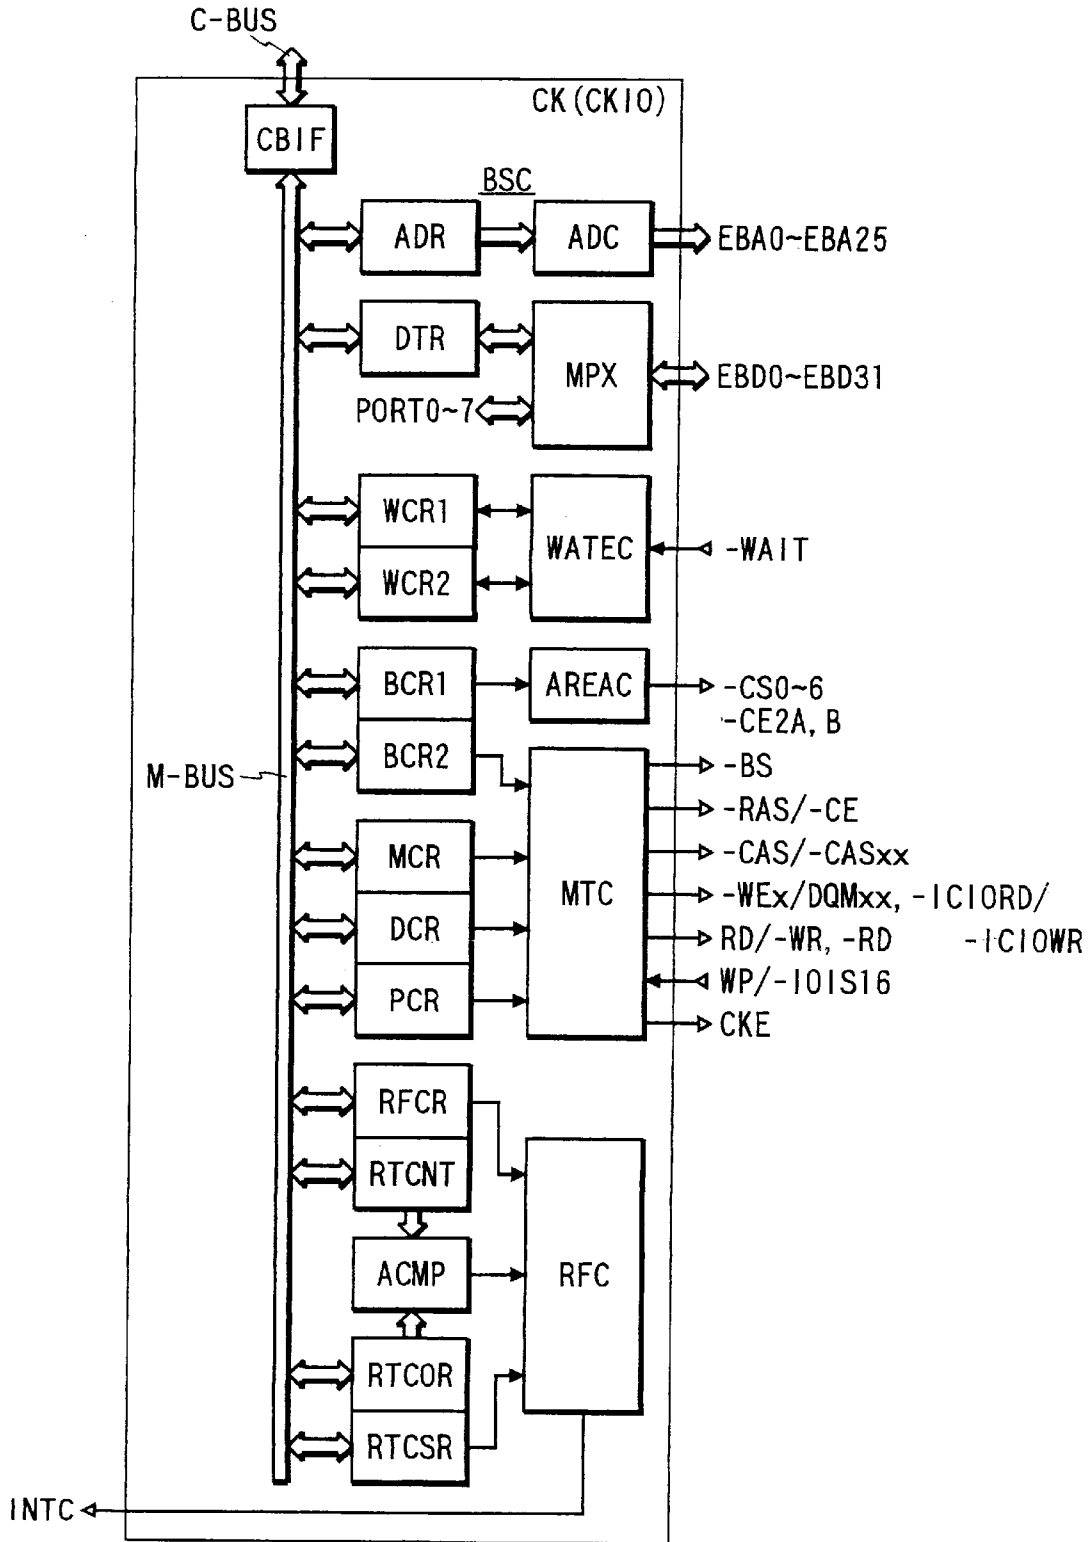 C-BUS
CK(CKIO)
CBIF
BSC
ADR
ADC
EBA0~EBA25
DTR
MPX
EBD0~EBD31
PORT0~7
WCR1
WATEC
-WAIT
WCR2
BCR1
AREAC
-CS0~6
-CE2A, B
BCR2
-BS
M-BUS
-RAS/-CE
MCR
-CAS/-CASxx
MTC
-WEx/DQMxx, -ICIORD/
DCR
RD/-WR, -RD
-ICIOWR
WP/-IOIS16
PCR
CKE
RFCR
RTCNT
ACMP
RFC
RTCOR
RTCSR
INTC